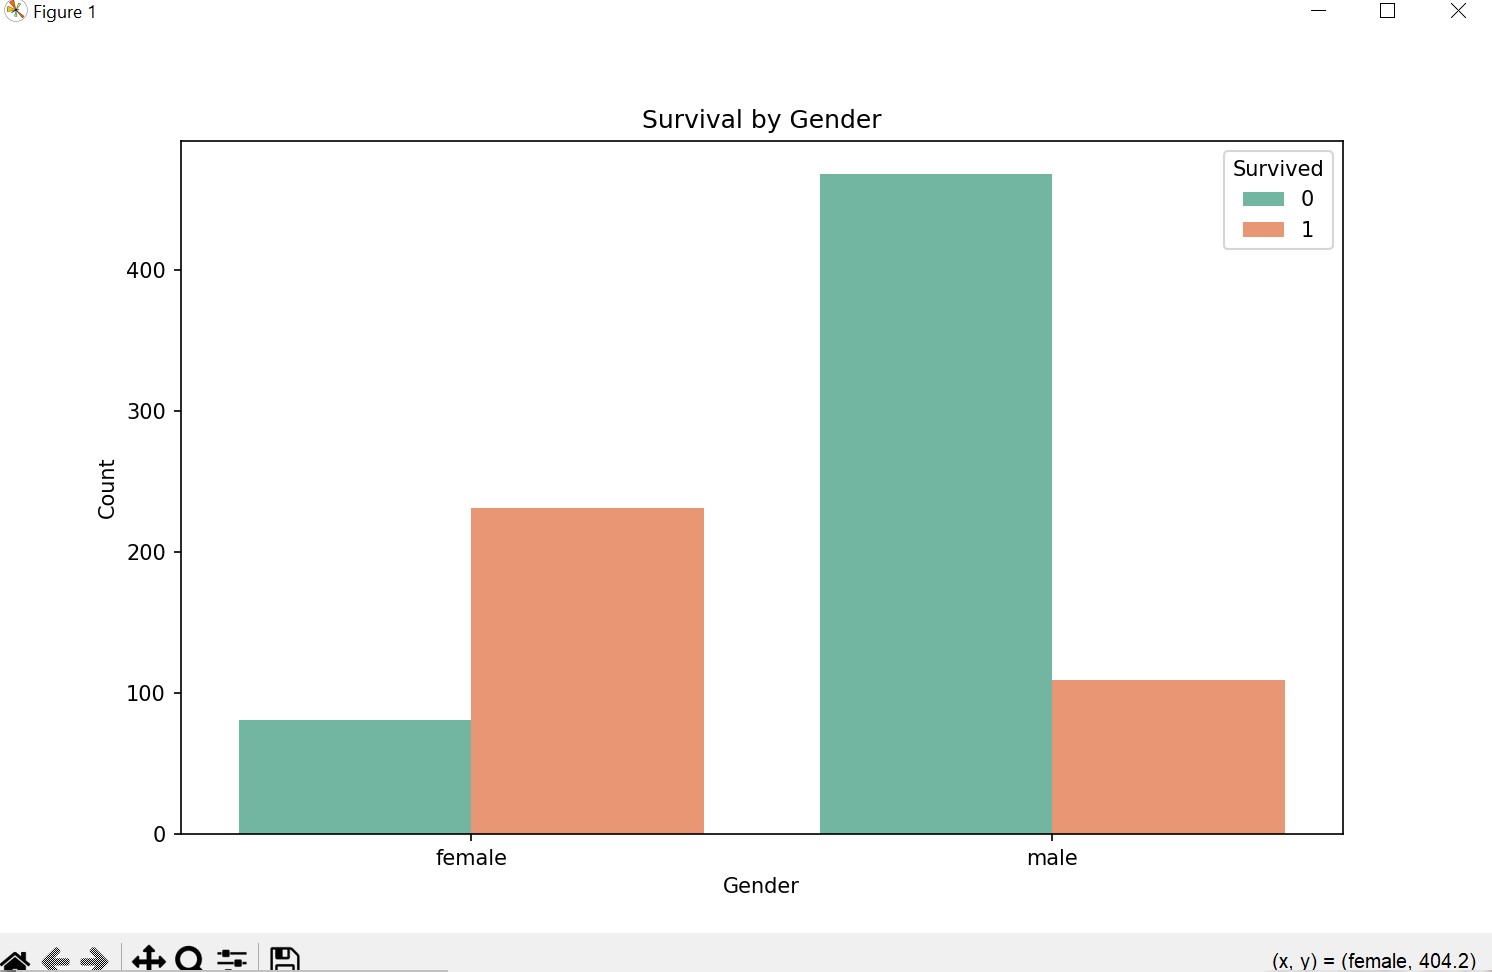 Figure 1
Survival by Gender
Survived
0
1
400
300
200
100
0
Count
female
male
Gender
(x, y) = (female, 404.2)